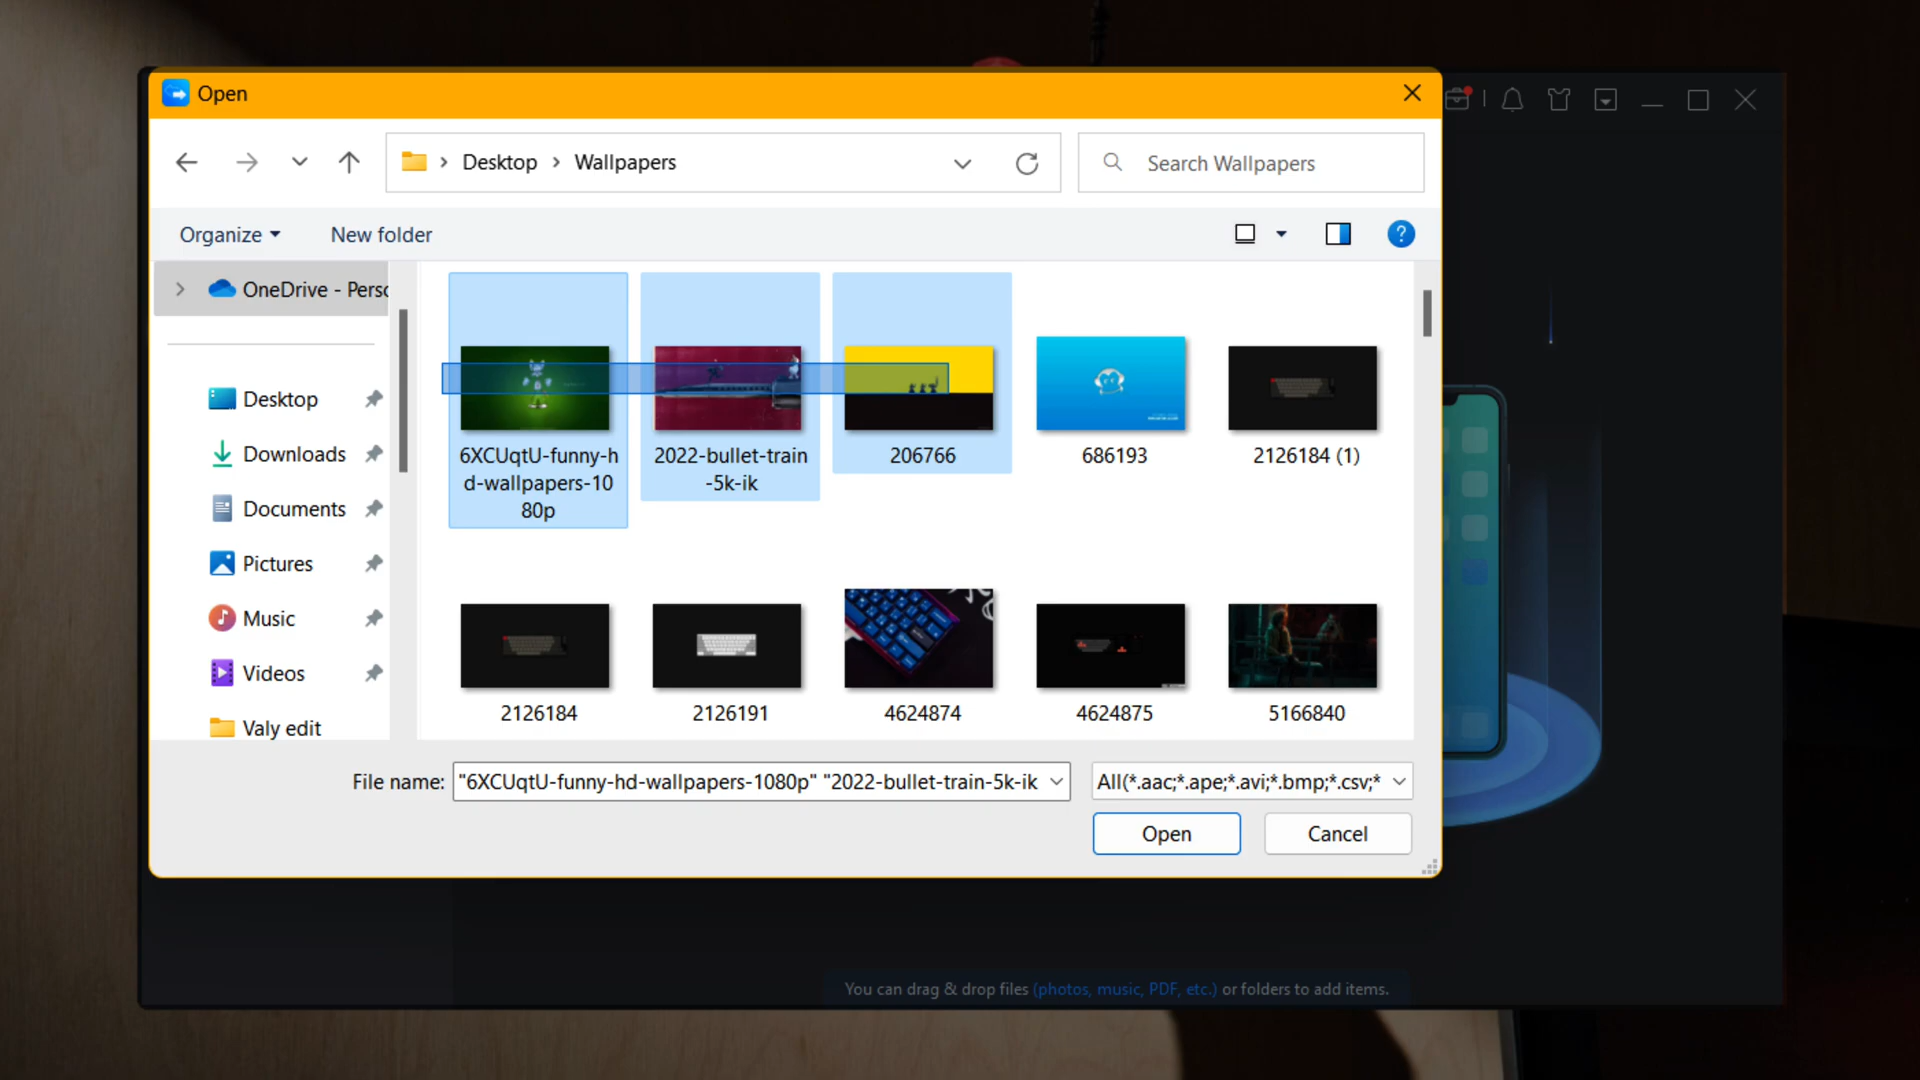 Open
Desktop > Wallpapers
Search Wallpapers
Organize
New folder
OneDrive - Perso
Desktop
Downloads
Documents
Pictures
Music
Videos
Valy edit
6XCUqtU-funny-h
d-wallpapers-10
80p
2022-bullet-train
-5k-ik
206766
686193
2126184 (1)
2126184
2126191
4624874
4624875
5166840
File name: "6XCUqtU-funny-hd-wallpapers-1080p" "2022-bullet-train-5k-ik
All(*.aac;*.ape;*.avi;*.bmp;*.csv;*
Open
Cancel
You can drag & drop files (photos, music, PDF, etc.) or folders to add items.